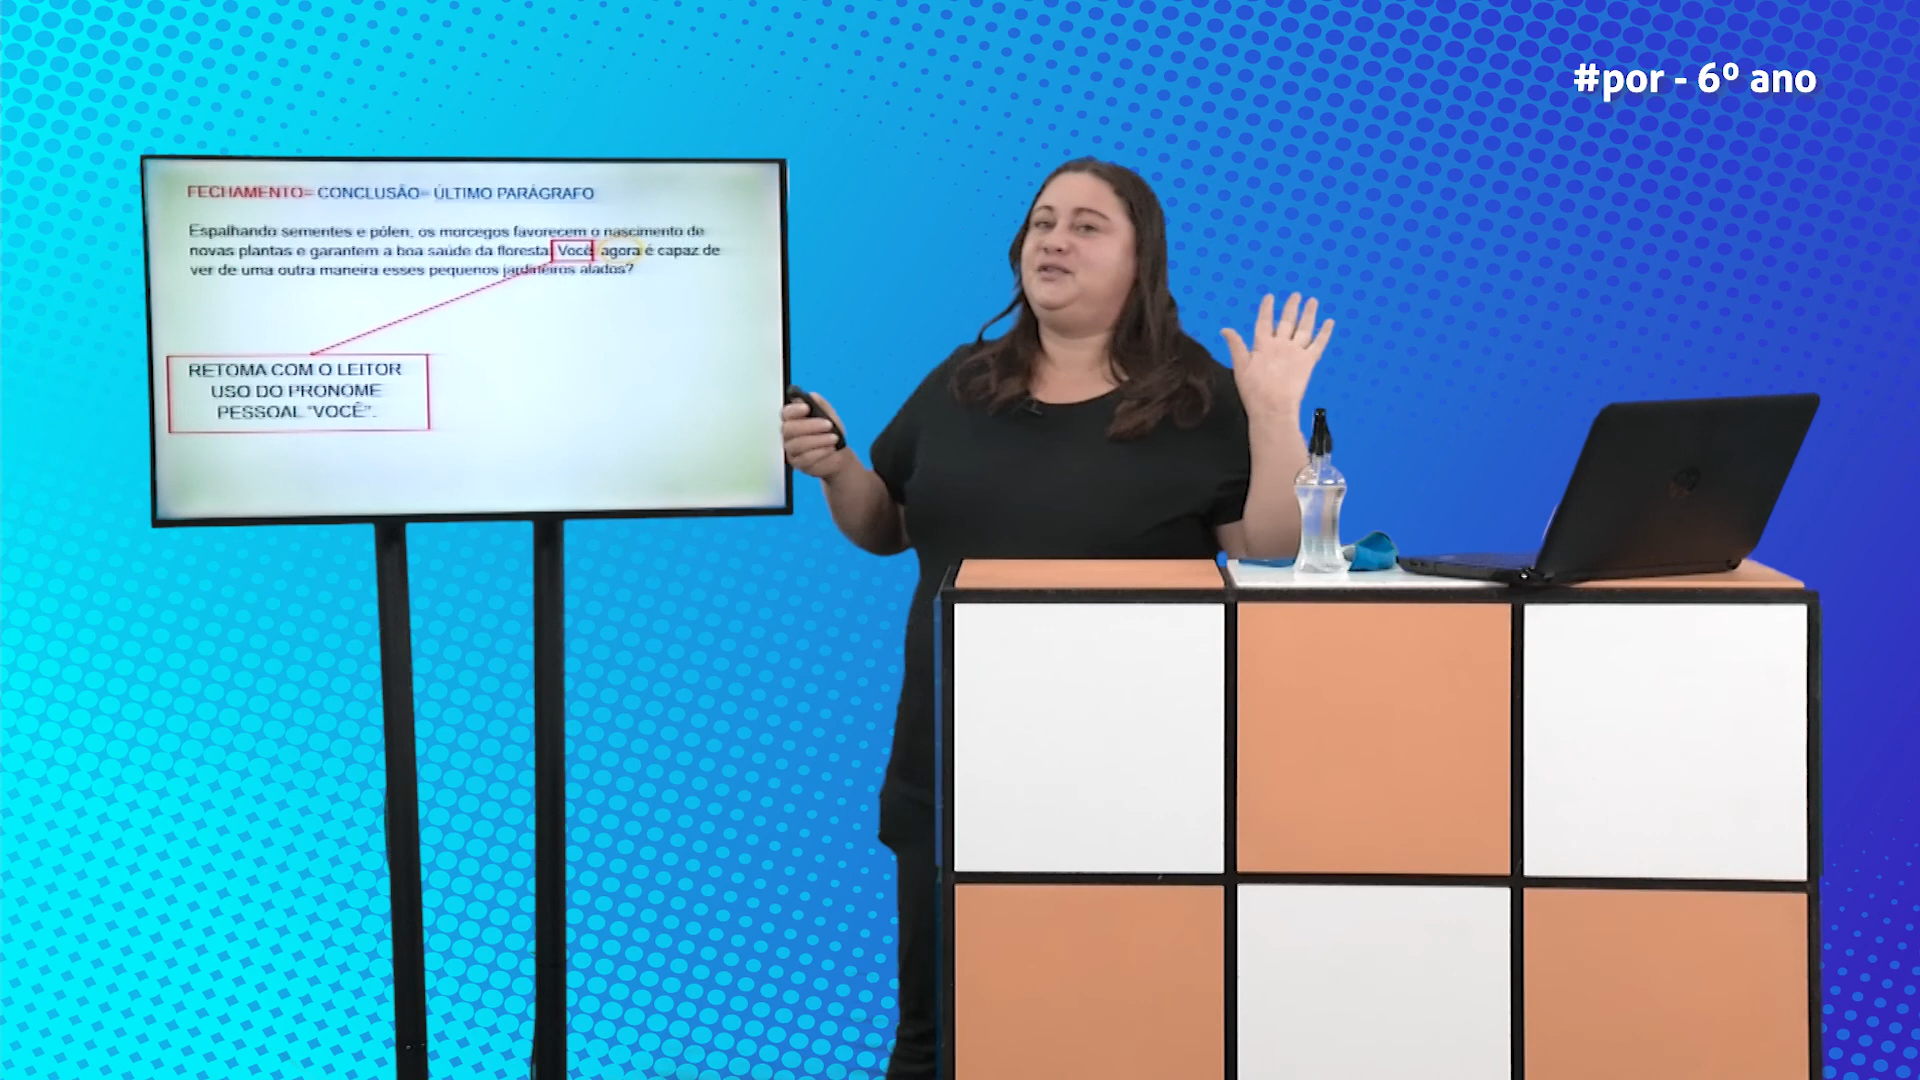 #por - 6º ano
FECHAMENTO= CONCLUSÃO= ÚLTIMO PARÁGRAFO
Espalhando sementes e pólen, os morcegos favorecem o nascimento de
novas plantas e garantem a boa saúde da floresta. Você agora é capaz de
ver de uma outra maneira esses pequenos jardineiros alados?
RETOMA COM O LEITOR
USO DO PRONOME
PESSOAL "VOCÊ".